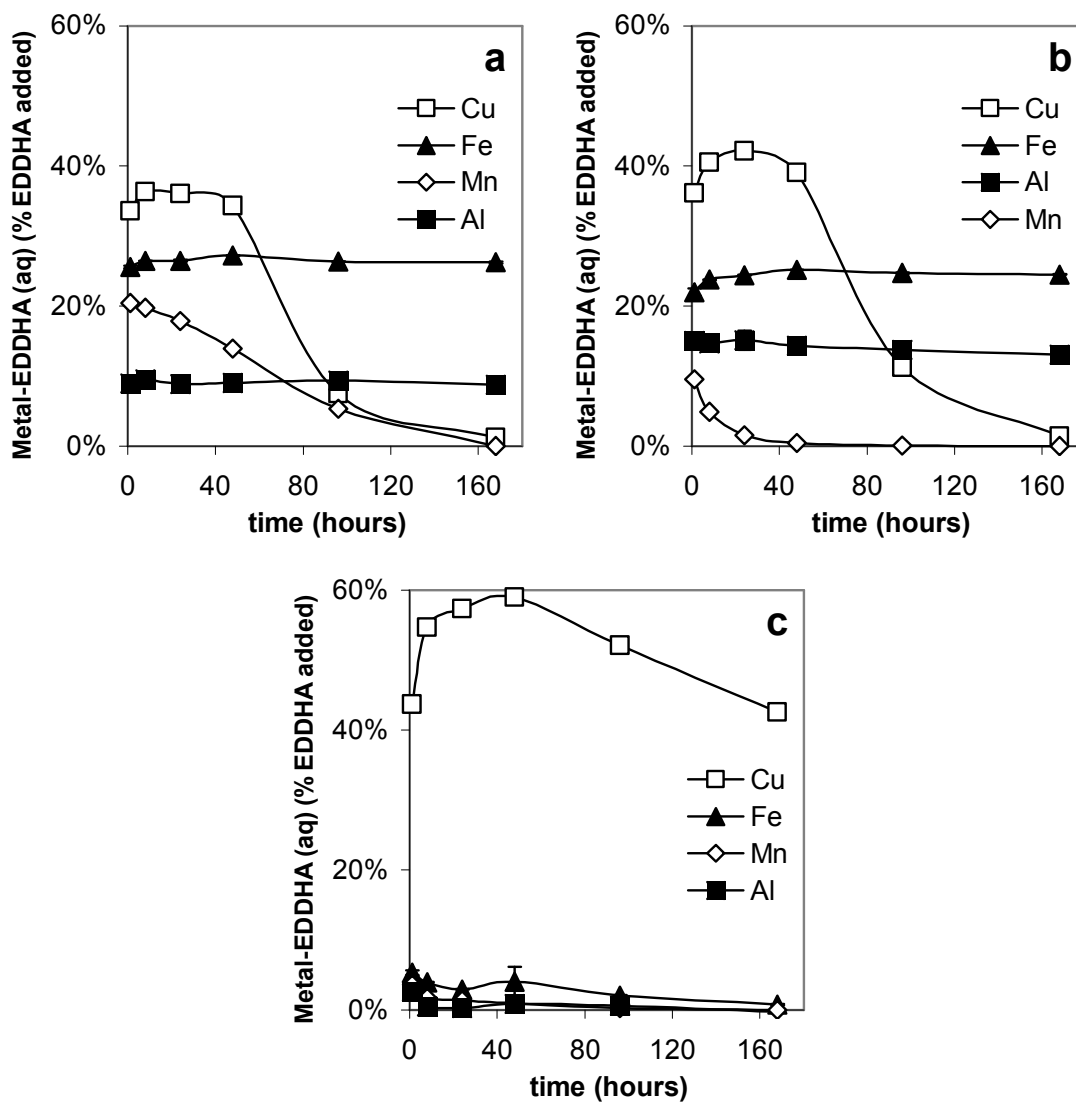 Metal-EDDHA (aq) (% EDDHA added)
60%
40%
20%
0%
a
Cu
Fe
Mn
Al
0 40 80 120 160
time (hours)
Metal-EDDHA (aq) (% EDDHA added)
60%
40%
20%
0%
b
Cu
Fe
Al
Mn
0 40 80 120 160
time (hours)
Metal-EDDHA (aq) (% EDDHA added)
60%
40%
20%
0%
c
Cu
Fe
Mn
Al
0 40 80 120 160
time (hours)